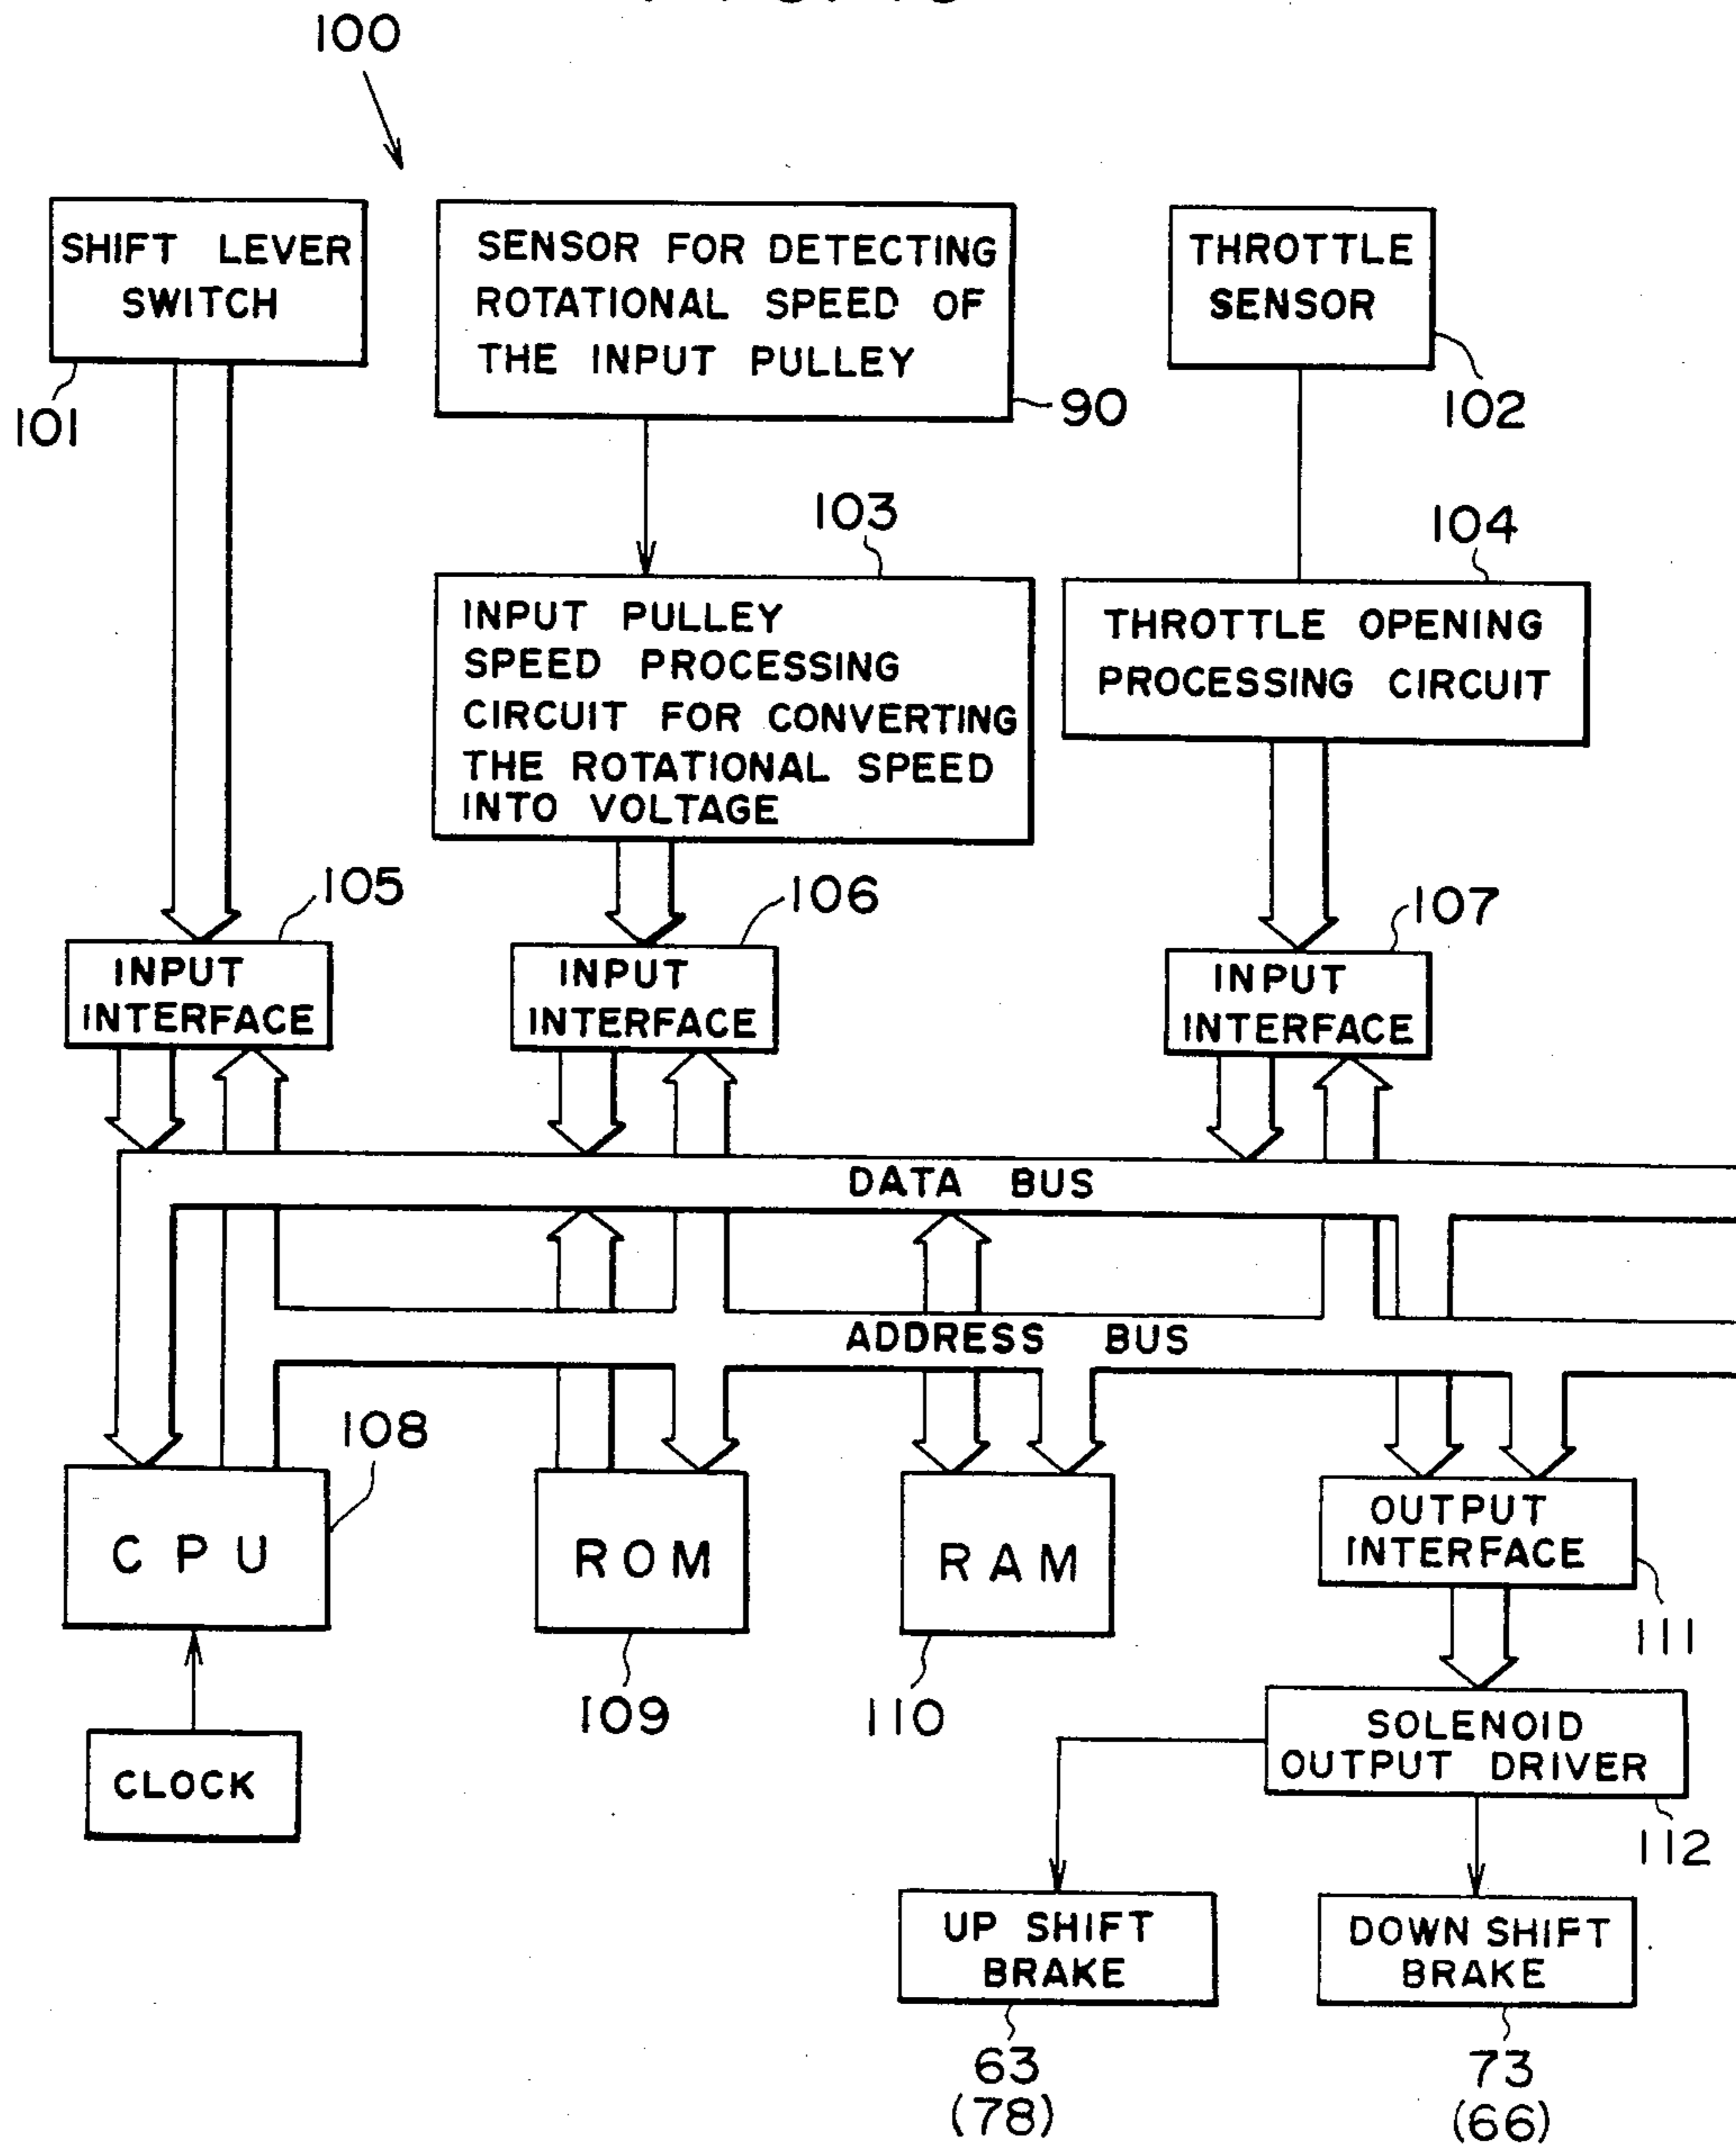 100
SHIFT LEVER
SWITCH
101
SENSOR FOR DETECTING
ROTATIONAL SPEED OF
THE INPUT PULLEY
90
THROTTLE
SENSOR
102
103
INPUT PULLEY
SPEED PROCESSING
CIRCUIT FOR CONVERTING
THE ROTATIONAL SPEED
INTO VOLTAGE
104
THROTTLE OPENING
PROCESSING CIRCUIT
105
INPUT
INTERFACE
106
INPUT
INTERFACE
107
INPUT
INTERFACE
DATA BUS
ADDRESS BUS
108
CPU
ROM
109
RAM
110
OUTPUT
INTERFACE
111
CLOCK
SOLENOID
OUTPUT DRIVER
112
UP SHIFT
BRAKE
63
(78)
DOWN SHIFT
BRAKE
73
(66)